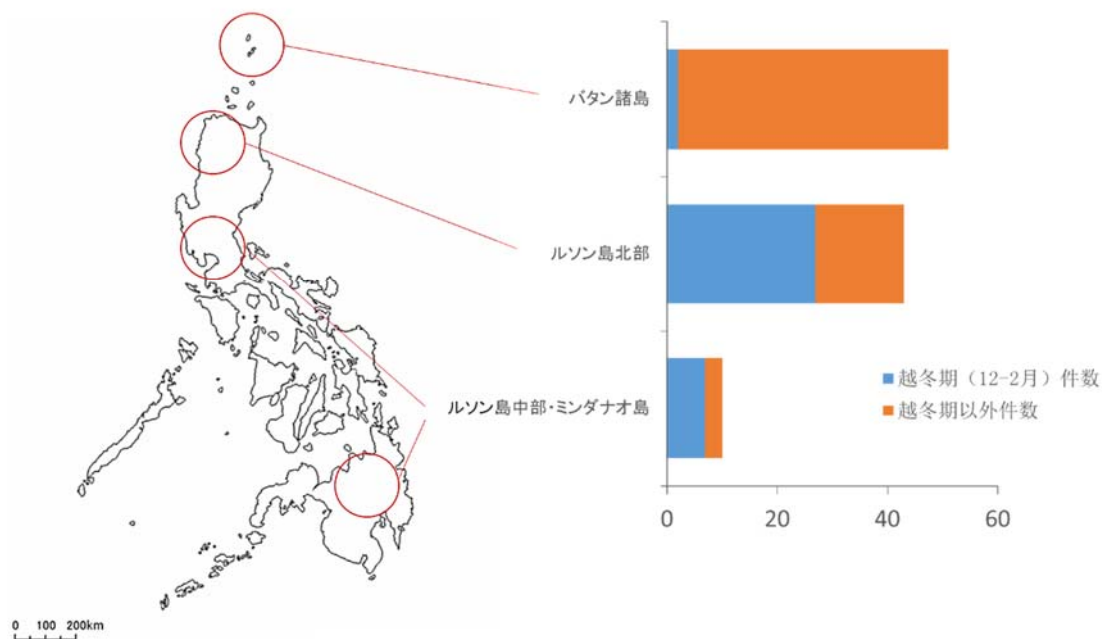 バタン諸島
ルソン島北部
ルソン島中部・ミンダナオ島
越冬期（12-2月）件数
越冬期以外件数
0 20 40 60
0 100 200km